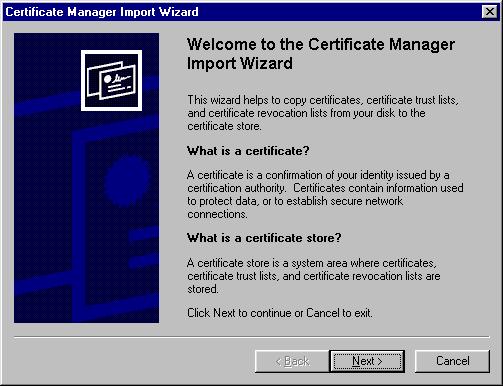 Certificate Manager Import Wizard
Welcome to the Certificate Manager
Import Wizard
This wizard helps to copy certificates, certificate trust lists,
and certificate revocation lists from your disk to the
certificate store.
What is a certificate?
A certificate is a confirmation of your identity issued by a
certification authority.  Certificates contain information used
to protect data, or to establish secure network
connections.
What is a certificate store?
A certificate store is a system area where certificates,
certificate trust lists, and certificate revocation lists are
stored.
Click Next to continue or Cancel to exit.
< Back
Next >
Cancel